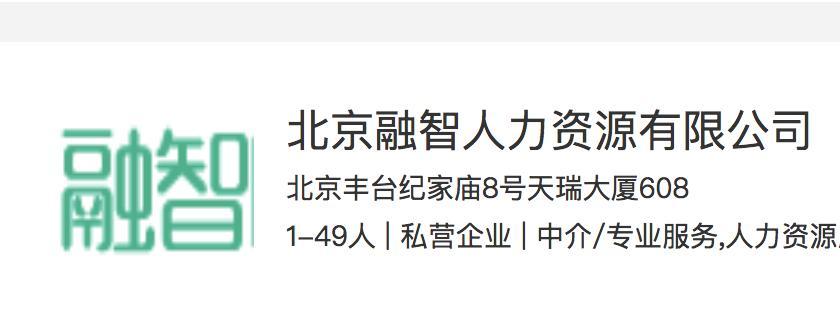 融智
北京融智人力资源有限公司
北京丰台纪家庙8号天瑞大厦608
1-49人 | 私营企业 | 中介/专业服务,人力资源